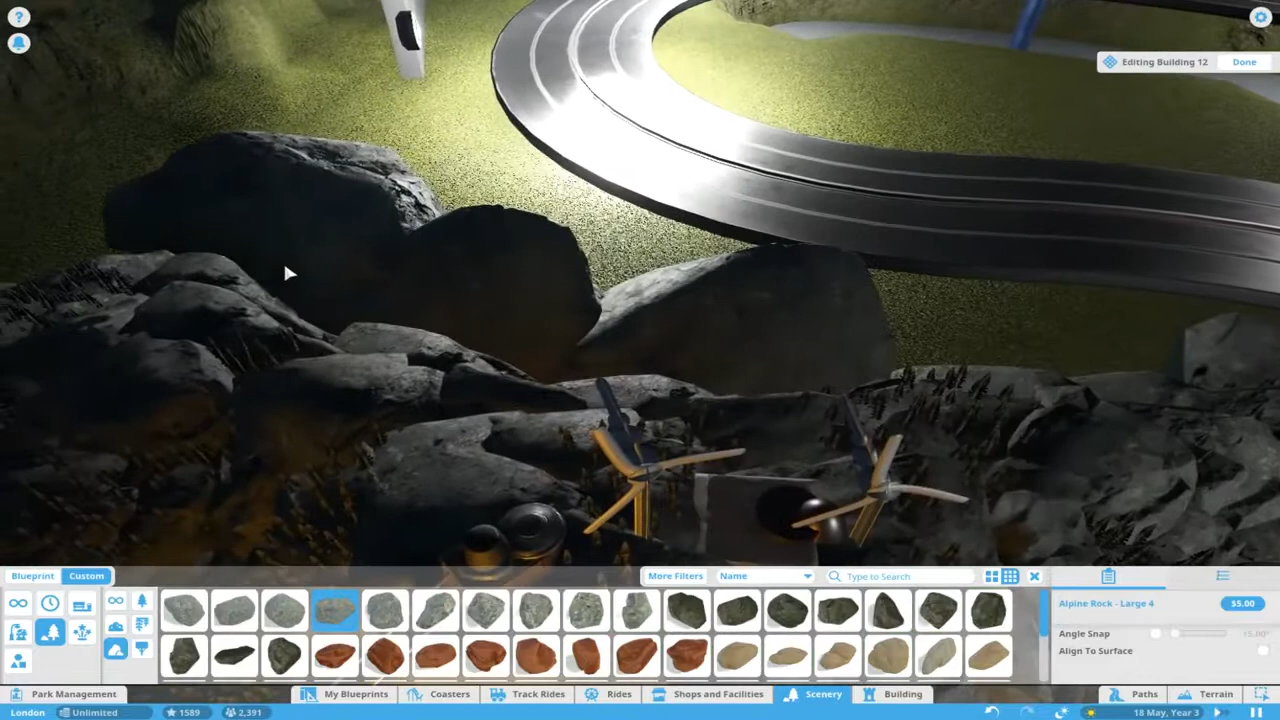 ?
Editing Building 12 Done
Blueprint Custom More Filters Name Type to Search
Alpine Rock - Large 4 $5.00
Angle Snap
Align To Surface
Park Management My Blueprints Coasters Track Rides Rides Shops and Facilities Scenery Building Paths Terrain
London Unlimited 1589 2,391 18 May, Year 3